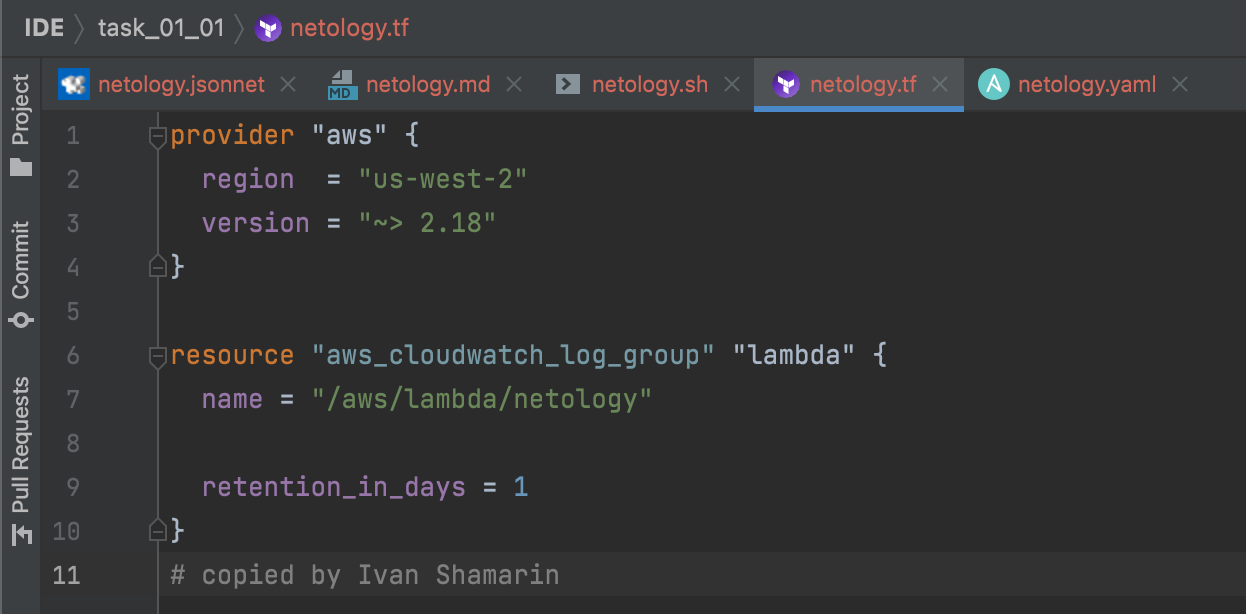 IDE task_01_01 netology.tf
netology.jsonnet netology.md netology.sh netology.tf netology.yaml
Project
Commit
Pull Requests
MD
A
1 provider "aws" {
2   region  = "us-west-2"
3   version = "~> 2.18"
4 }
5
6 resource "aws_cloudwatch_log_group" "lambda" {
7   name = "/aws/lambda/netology"
8
9   retention_in_days = 1
10 }
11 # copied by Ivan Shamarin